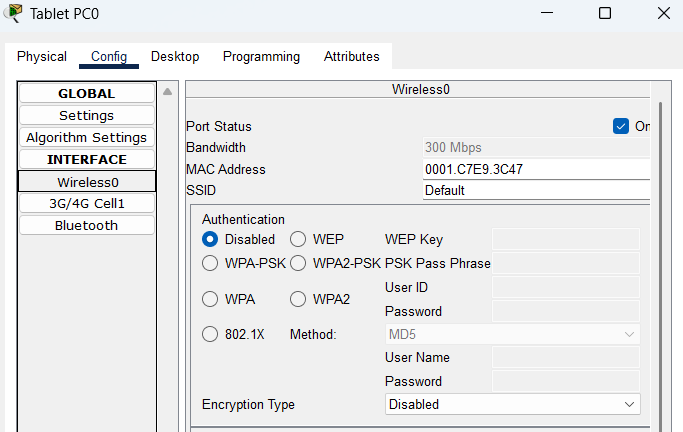 Tablet PC0
Physical Config Desktop Programming Attributes
GLOBAL
Settings
Algorithm Settings
INTERFACE
Wireless0
3G/4G Cell1
Bluetooth
Wireless0
Port Status On
Bandwidth 300 Mbps
MAC Address 0001.C7E9.3C47
SSID Default
Authentication
Disabled WEP WEP Key
WPA-PSK WPA2-PSK PSK Pass Phrase
User ID
WPA WPA2
Password
802.1X Method: MD5
User Name
Password
Encryption Type Disabled